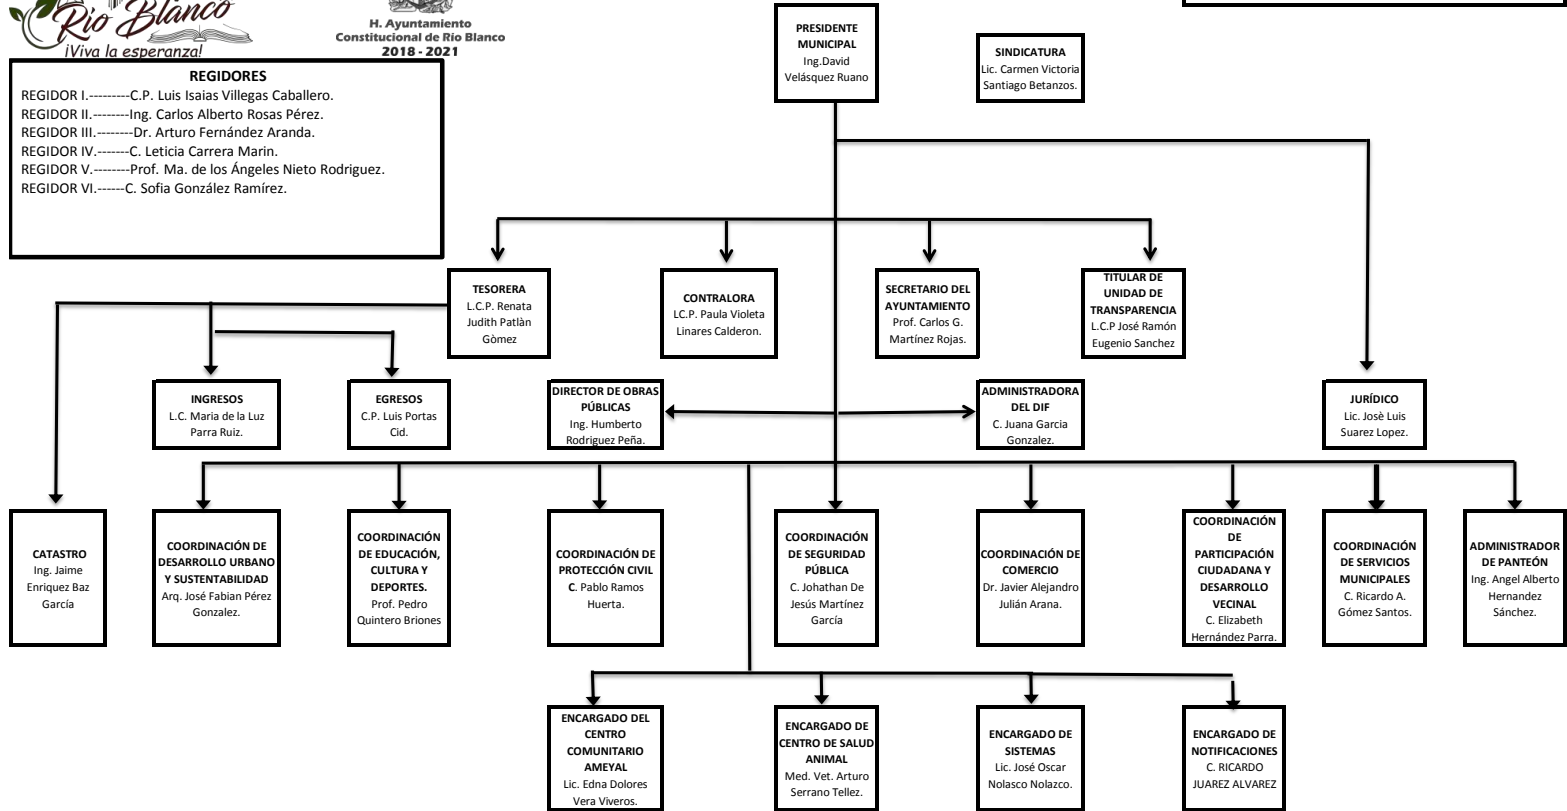 Río Blanco
¡Viva la esperanza!
H. Ayuntamiento
Constitucional de Río Blanco
2018 - 2021
PRESIDENTE
MUNICIPAL
Ing.David
Velásquez Ruano
SINDICATURA
Lic. Carmen Victoria
Santiago Betanzos.
REGIDORES
REGIDOR I.---------C.P. Luis Isaias Villegas Caballero.
REGIDOR II.--------Ing. Carlos Alberto Rosas Pérez.
REGIDOR III.--------Dr. Arturo Fernández Aranda.
REGIDOR IV.-------C. Leticia Carrera Marin.
REGIDOR V.--------Prof. Ma. de los Ángeles Nieto Rodriguez.
REGIDOR VI.------C. Sofia González Ramírez.
TESORERA
L.C.P. Renata
Judith Patlàn
Gòmez
CONTRALORA
LC.P. Paula Violeta
Linares Calderon.
SECRETARIO DEL
AYUNTAMIENTO
Prof. Carlos G.
Martínez Rojas.
TITULAR DE
UNIDAD DE
TRANSPARENCIA
L.C.P José Ramón
Eugenio Sanchez
INGRESOS
L.C. Maria de la Luz
Parra Ruiz.
EGRESOS
C.P. Luis Portas
Cid.
DIRECTOR DE OBRAS
PÚBLICAS
Ing. Humberto
Rodriguez Peña.
ADMINISTRADORA
DEL DIF
C. Juana Garcia
Gonzalez.
JURÍDICO
Lic. Josè Luis
Suarez Lopez.
CATASTRO
Ing. Jaime
Enriquez Baz
García
COORDINACIÓN DE
DESARROLLO URBANO
Y SUSTENTABILIDAD
Arq. José Fabian Pérez
Gonzalez.
COORDINACIÓN
DE EDUCACIÓN,
CULTURA Y
DEPORTES.
Prof. Pedro
Quintero Briones
COORDINACIÓN DE
PROTECCIÓN CIVIL
C. Pablo Ramos
Huerta.
COORDINACIÓN
DE SEGURIDAD
PÚBLICA
C. Johathan De
Jesús Martínez
García
COORDINACIÓN DE
COMERCIO
Dr. Javier Alejandro
Julián Arana.
COORDINACIÓN
DE
PARTICIPACIÓN
CIUDADANA Y
DESARROLLO
VECINAL
C. Elizabeth
Hernández Parra.
COORDINACIÓN
DE SERVICIOS
MUNICIPALES
C. Ricardo A.
Gómez Santos.
ADMINISTRADOR
DE PANTEÓN
Ing. Angel Alberto
Hernandez
Sánchez.
ENCARGADO DEL
CENTRO
COMUNITARIO
AMEYAL
Lic. Edna Dolores
Vera Viveros.
ENCARGADO DE
CENTRO DE SALUD
ANIMAL
Med. Vet. Arturo
Serrano Tellez.
ENCARGADO DE
SISTEMAS
Lic. José Oscar
Nolasco Nolazco.
ENCARGADO DE
NOTIFICACIONES
C. RICARDO
JUAREZ ALVAREZ